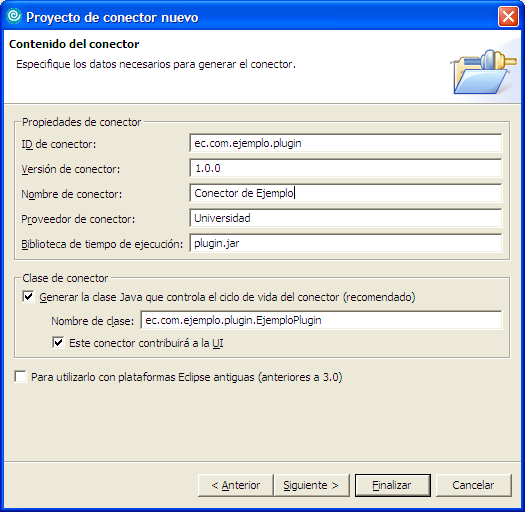 Proyecto de conector nuevo
Contenido del conector
Especifique los datos necesarios para generar el conector.
Propiedades de conector
ID de conector: ec.com.ejemplo.plugin
Versión de conector: 1.0.0
Nombre de conector: Conector de Ejemplo
Proveedor de conector: Universidad
Biblioteca de tiempo de ejecución: plugin.jar
Clase de conector
Generar la clase Java que controla el ciclo de vida del conector (recomendado)
Nombre de clase: ec.com.ejemplo.plugin.EjemploPlugin
Este conector contribuirá a la UI
Para utilizarlo con plataformas Eclipse antiguas (anteriores a 3.0)
< Anterior Siguiente > Finalizar Cancelar